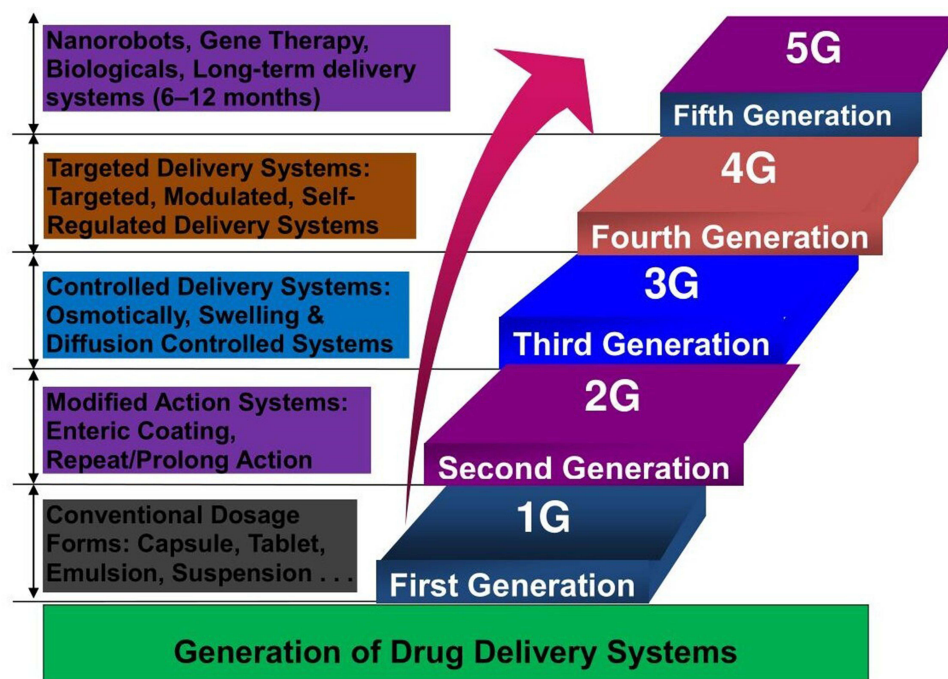 Nanorobots, Gene Therapy,
Biologicals, Long-term delivery
systems (6–12 months)
5G
Fifth Generation
Targeted Delivery Systems:
Targeted, Modulated, Self-
Regulated Delivery Systems
4G
Fourth Generation
Controlled Delivery Systems:
Osmotically, Swelling &
Diffusion Controlled Systems
3G
Third Generation
Modified Action Systems:
Enteric Coating,
Repeat/Prolong Action
2G
Second Generation
Conventional Dosage
Forms: Capsule, Tablet,
Emulsion, Suspension . . .
1G
First Generation
Generation of Drug Delivery Systems